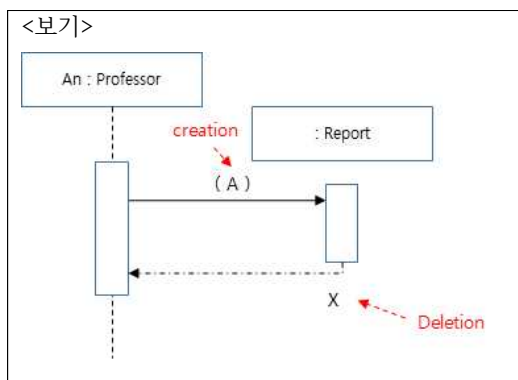 <보기>
An : Professor
creation
: Report
( A )
X
Deletion